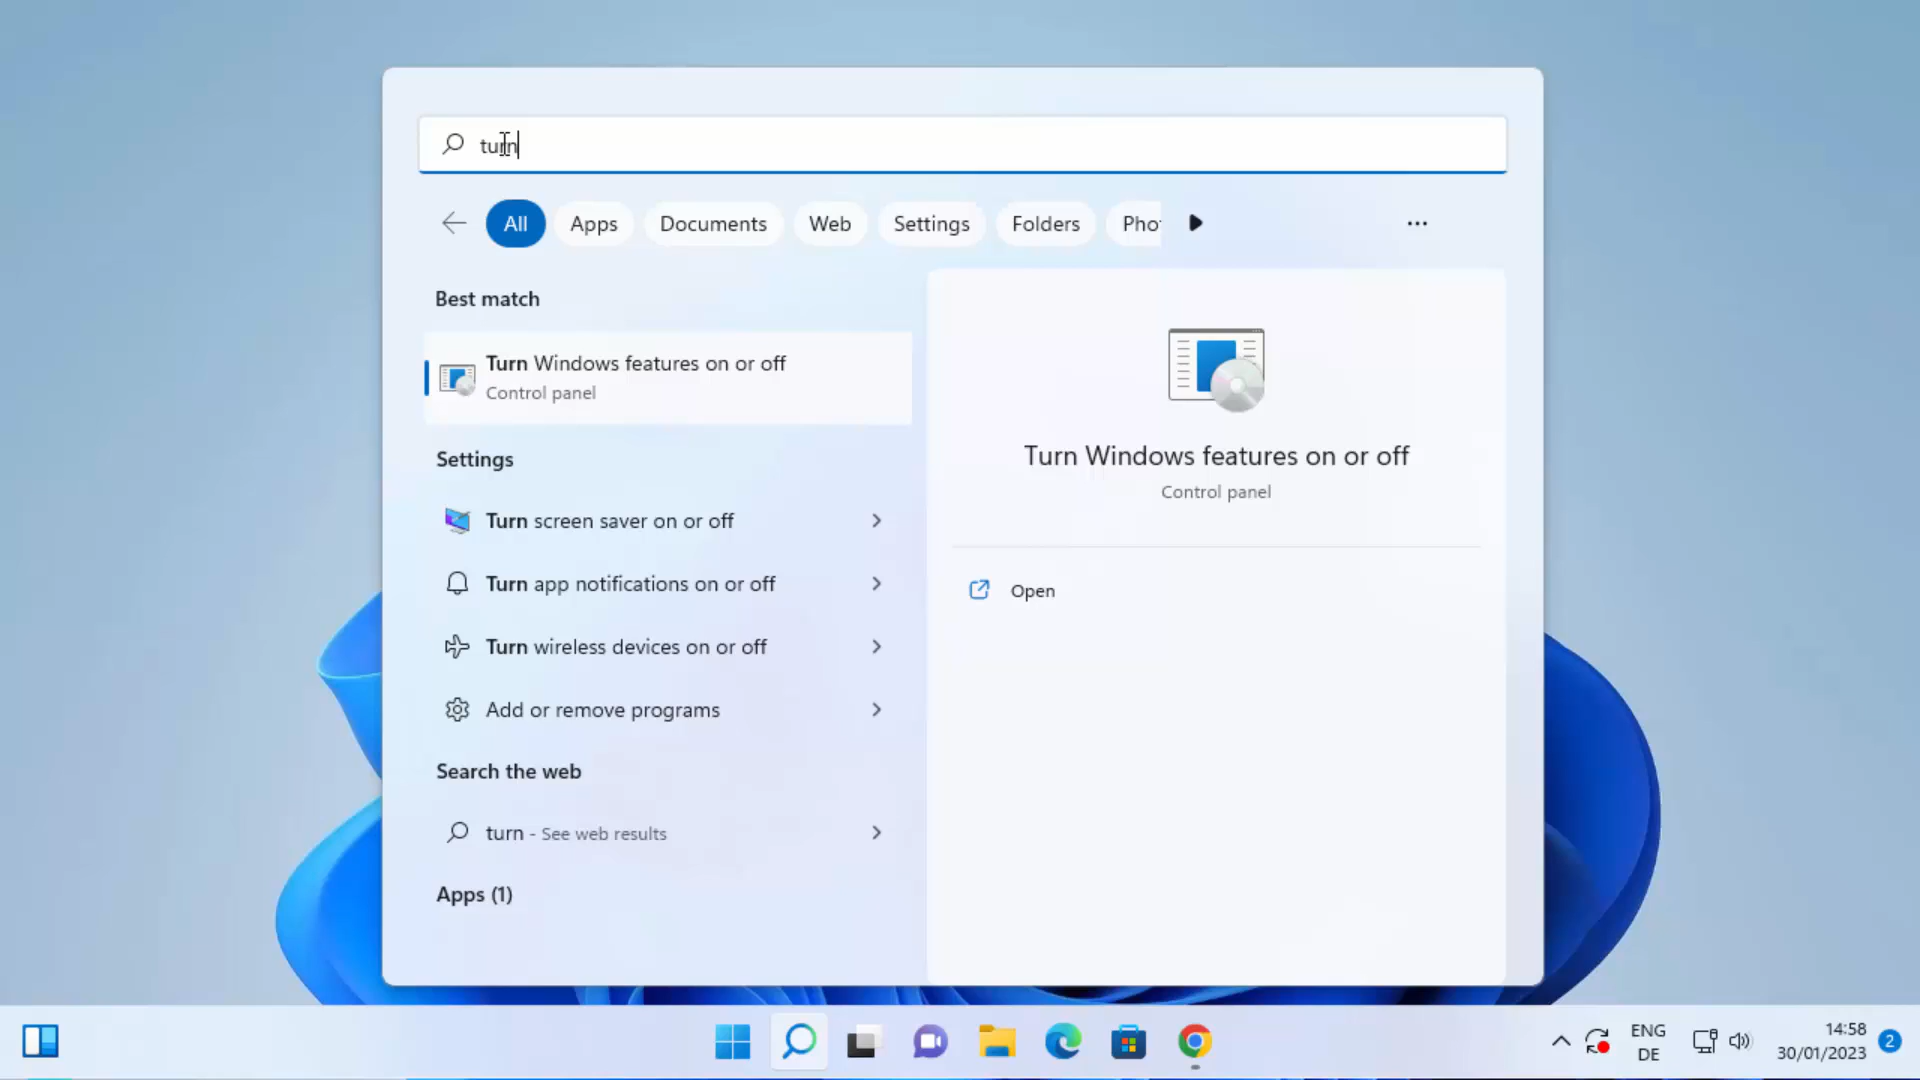 turn
All Apps Documents Web Settings Folders Pho
Best match
Turn Windows features on or off
Control panel
Settings
Turn screen saver on or off
Turn app notifications on or off
Turn wireless devices on or off
Add or remove programs
Search the web
turn - See web results
Apps (1)
Turn Windows features on or off
Control panel
Open
ENG
DE
14:58
30/01/2023
2